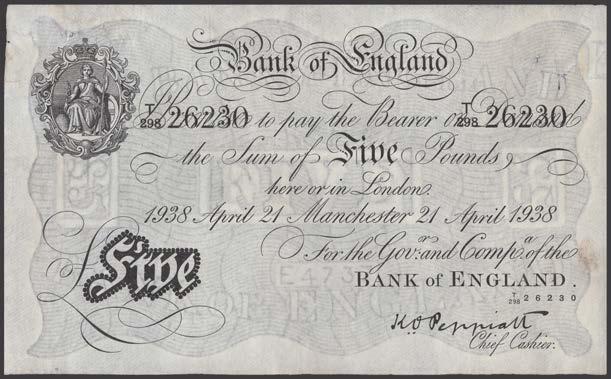 Bank of England
T/298 26230 to pay the Bearer on Demand T/298 26230
the Sum of Five Pounds
here or in London.
1938 April 21 Manchester 21 April 1938
For the Govr. and Compa. of the
BANK OF ENGLAND.
£Five
T/298 26230
K.O. Peppiatt
Chief Cashier.